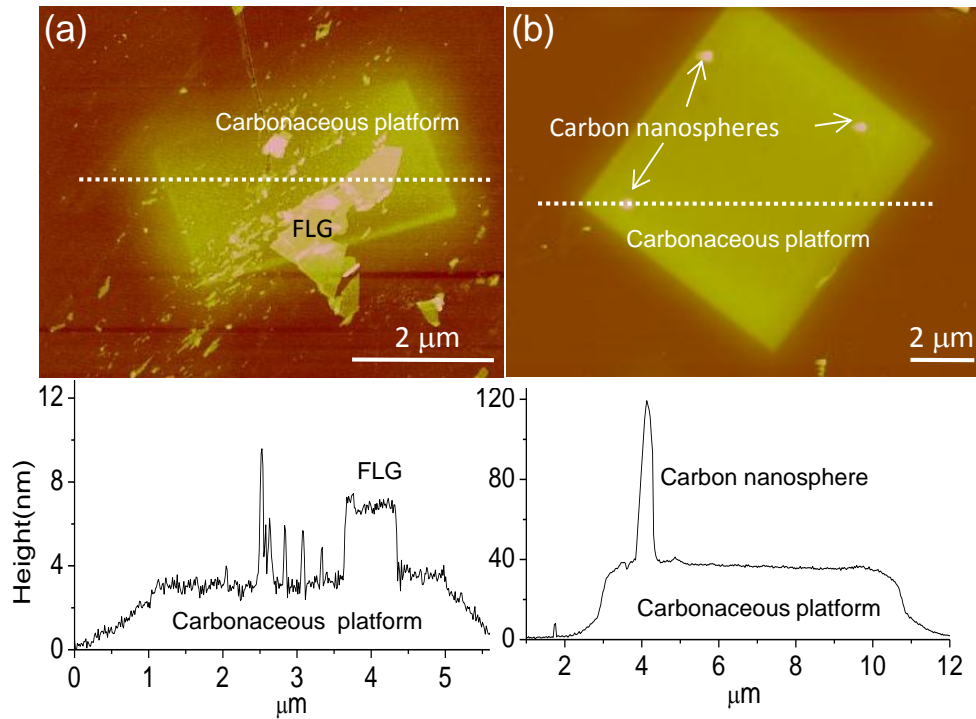 (a)
Carbonaceous platform
FLG
2 μm
(b)
Carbon nanospheres
Carbonaceous platform
2 μm
Height(nm)
12
8
4
0
FLG
Carbonaceous platform
0 1 2 3 4 5
μm
120
80
40
0
Carbon nanosphere
Carbonaceous platform
2 4 6 8 10 12
μm